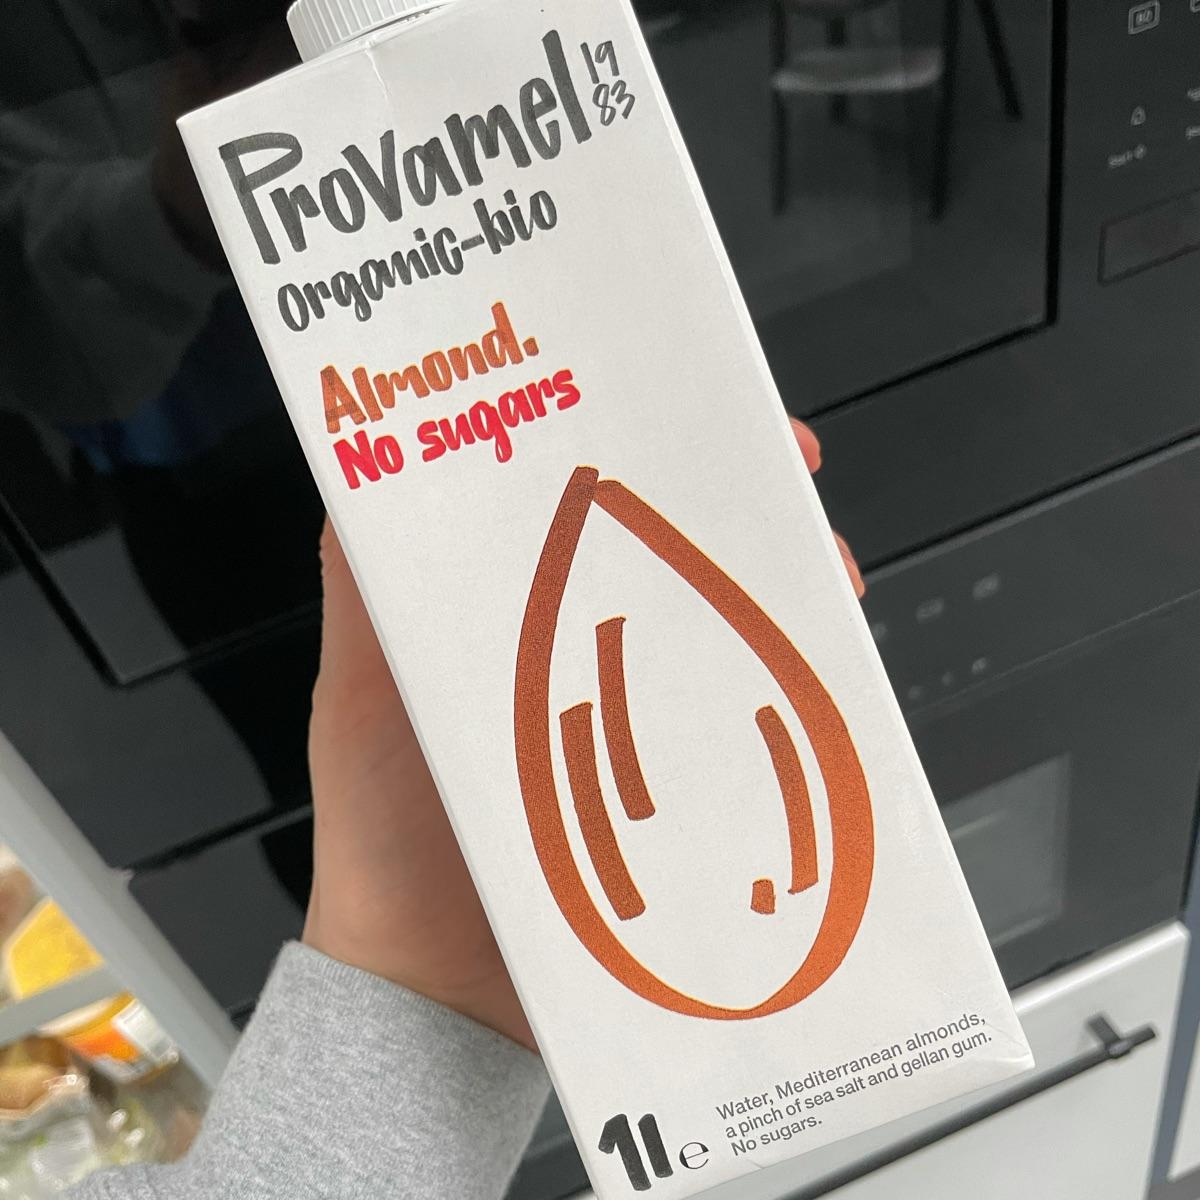 Provamel
19
83
organic-bio
Almond.
No sugars
1l e
Water, Mediterranean almonds,
a pinch of sea salt and gellan gum.
No sugars.